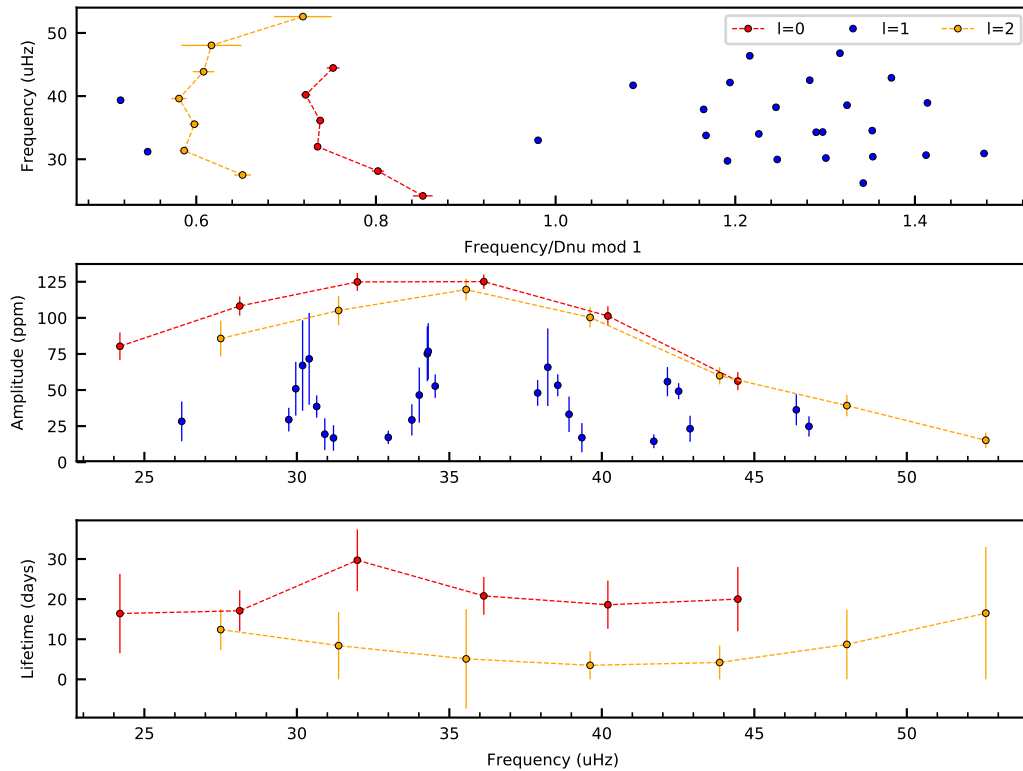 50
40
30
Frequency (uHz)
l=0 l=1 l=2
0.6 0.8 1.0 1.2 1.4
Frequency/Dnu mod 1
125
100
75
50
25
0
Amplitude (ppm)
25 30 35 40 45 50
30
20
10
0
Lifetime (days)
25 30 35 40 45 50
Frequency (uHz)